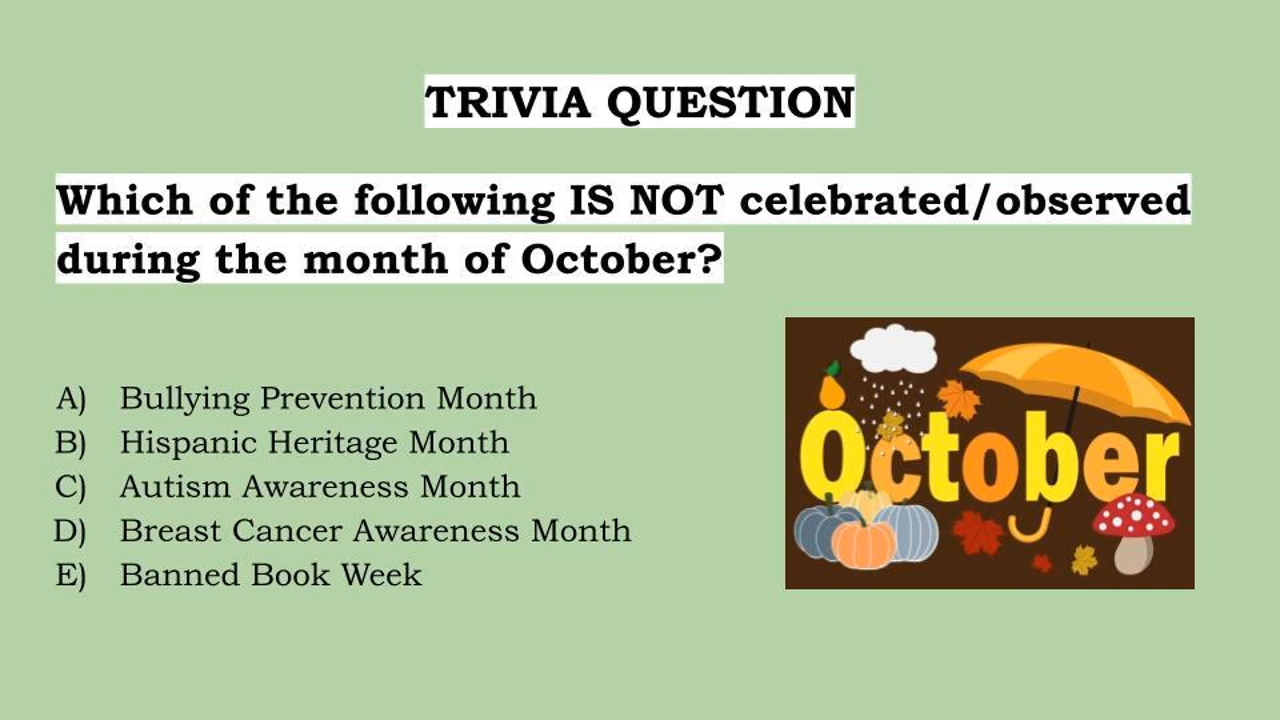 TRIVIA QUESTION
Which of the following IS NOT celebrated/observed
during the month of October?
A) Bullying Prevention Month
B) Hispanic Heritage Month
C) Autism Awareness Month
D) Breast Cancer Awareness Month
E) Banned Book Week
October